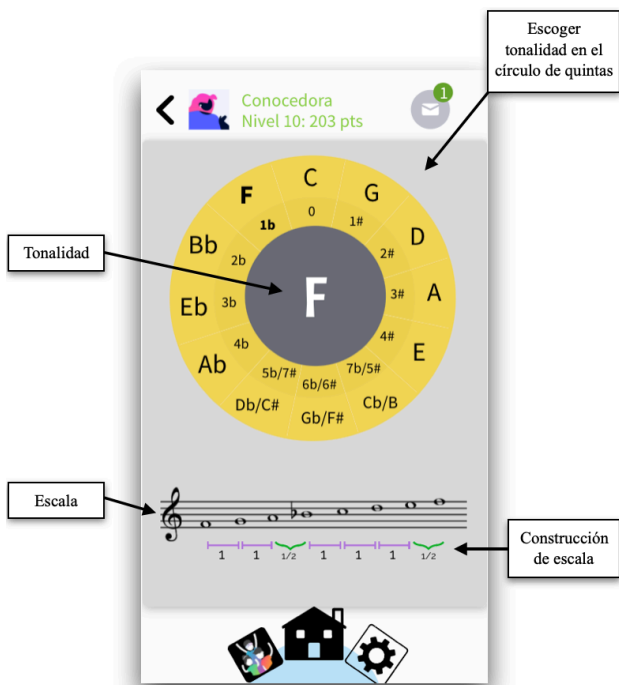 Escoger
tonalidad en el
círculo de quintas
1
Conocedora
Nivel 10: 203 pts
C
G
D
A
E
Cb/B
Gb/F#
Db/C#
Ab
Eb
Bb
F
0
1#
2#
3#
4#
7b/5#
6b/6#
5b/7#
4b
3b
2b
1b
Tonalidad
F
Escala
1 1 1/2 1 1 1 1/2
Construcción
de escala